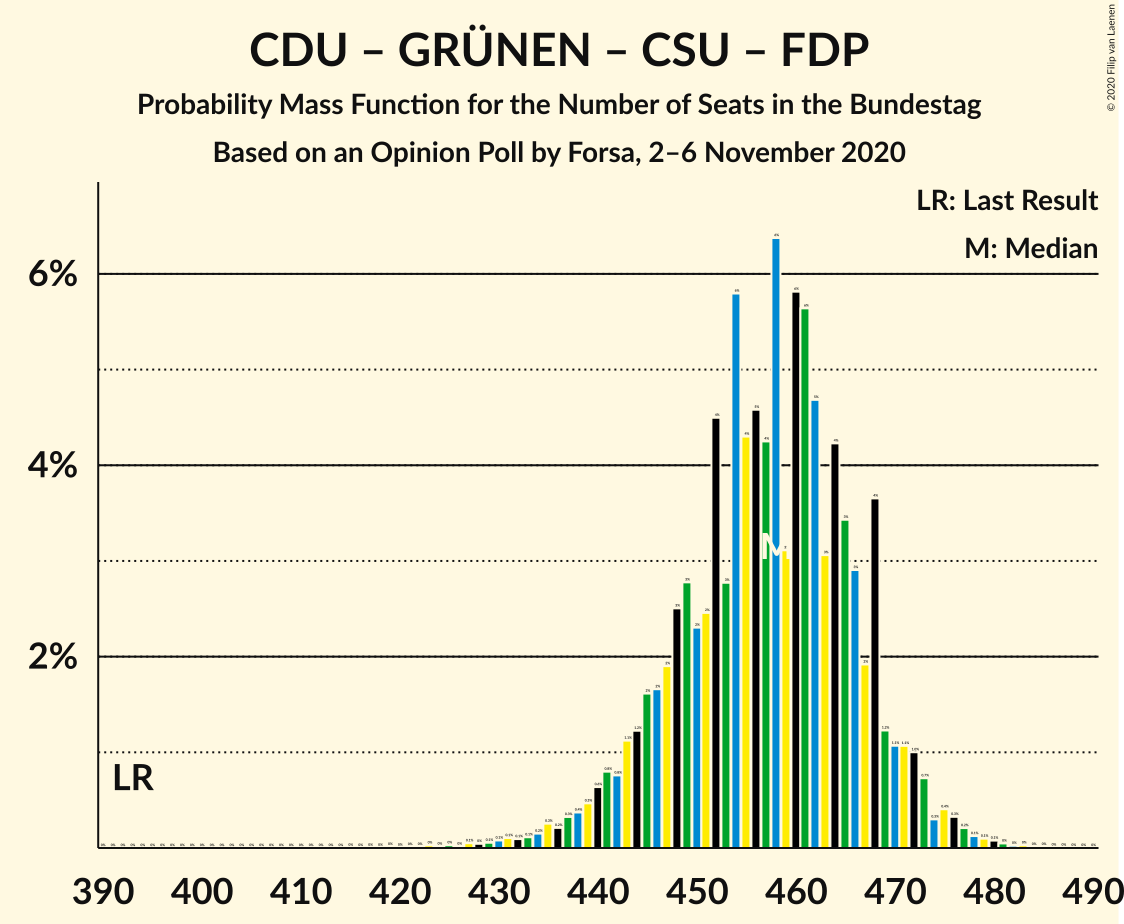 CDU – GRÜNEN – CSU – FDP
Probability Mass Function for the Number of Seats in the Bundestag
Based on an Opinion Poll by Forsa, 2–6 November 2020
© 2020 Filip van Laenen
LR: Last Result
M: Median
6%
4%
2%
LR
M
390 400 410 420 430 440 450 460 470 480 490